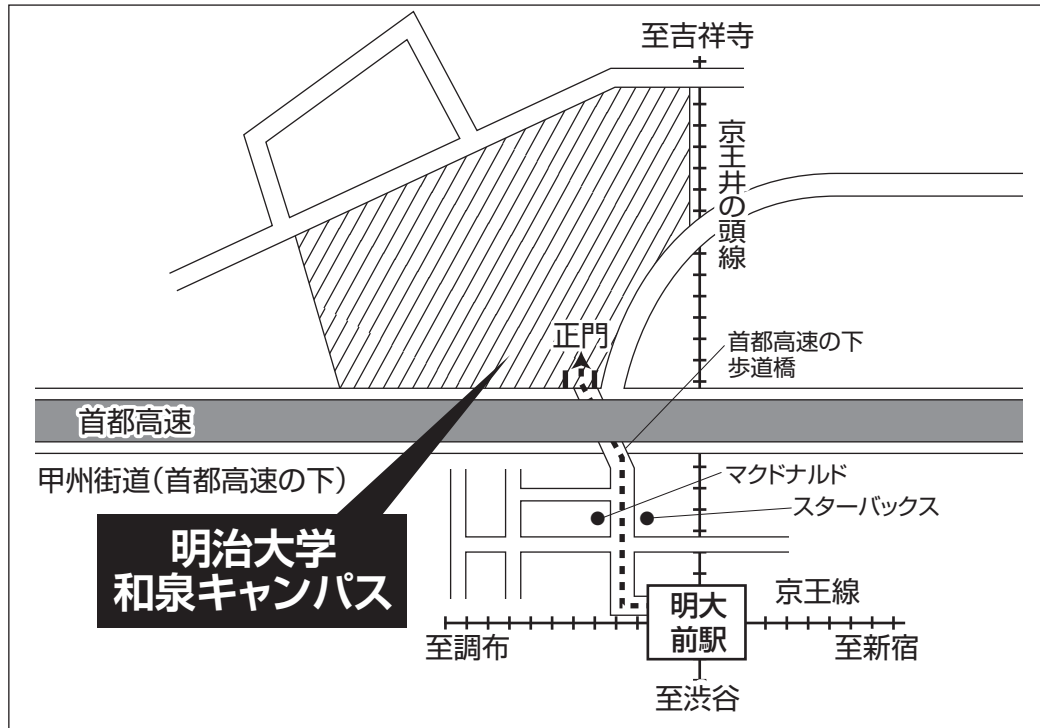 至吉祥寺
京王井の頭線
正門
首都高速の下
歩道橋
首都高速
甲州街道(首都高速の下)
マクドナルド
スターバックス
明治大学
和泉キャンパス
明大
前駅
京王線
至調布
至新宿
至渋谷